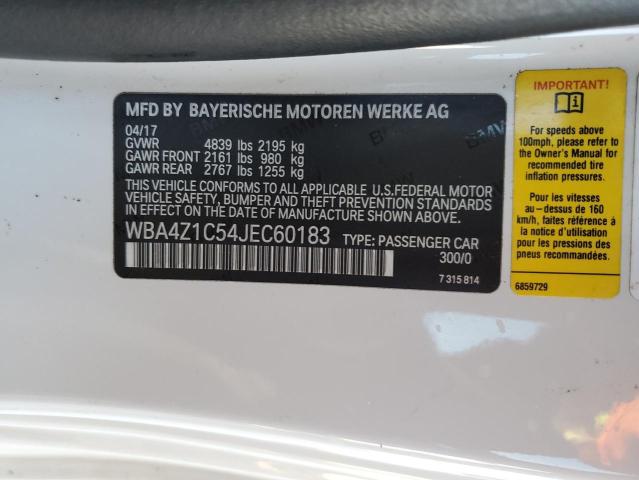 MFD BY BAYERISCHE MOTOREN WERKE AG
04/17
GVWR 4839 lbs 2195 kg
GAWR FRONT 2161 lbs 980 kg
GAWR REAR 2767 lbs 1255 kg
THIS VEHICLE CONFORMS TO ALL APPLICABLE U.S.FEDERAL MOTOR
VEHICLE SAFETY, BUMPER AND THEFT PREVENTION STANDARDS
IN EFFECT ON THE DATE OF MANUFACTURE SHOWN ABOVE
WBA4Z1C54JEC60183 TYPE: PASSENGER CAR
300/0
7 315 814
IMPORTANT!
For speeds above
100mph, please refer to
the Owner's Manual for
recommended tire
inflation pressures.
Pour les vitesses
au-dessus de 160
km/h, faites référence à
la votre notice d'utilisation
pour les pressions de
pneus recommandées.
6859729